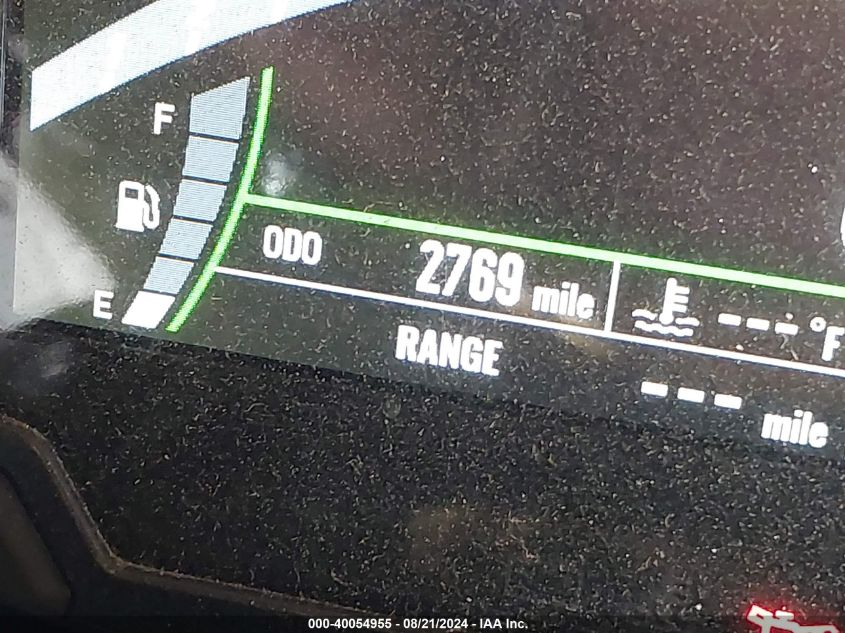 F
E
ODO 2769 mile --- °F
RANGE --- mile
000-40054955 - 08/21/2024 - IAA Inc.